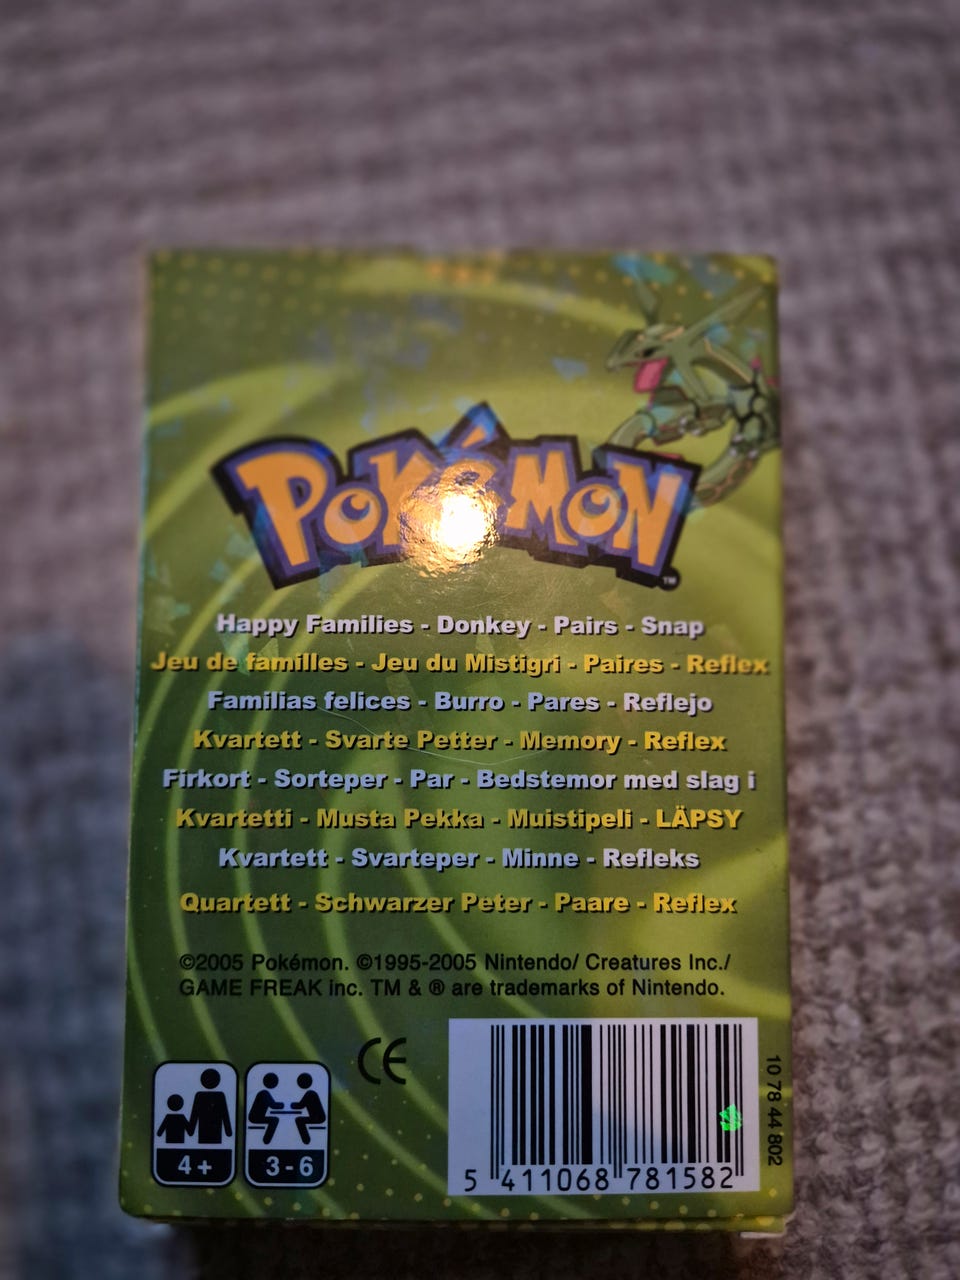 POKéMON
TM
Happy Families - Donkey - Pairs - Snap
Jeu de familles - Jeu du Mistigri - Paires - Reflex
Familias felices - Burro - Pares - Reflejo
Kvartett - Svarte Petter - Memory - Reflex
Firkort - Sorteper - Par - Bedstemor med slag i
Kvartetti - Musta Pekka - Muistipeli - LÄPSY
Kvartett - Svarteper - Minne - Refleks
Quartett - Schwarzer Peter - Paare - Reflex
©2005 Pokémon. ©1995-2005 Nintendo/ Creatures Inc./
GAME FREAK inc. TM & ® are trademarks of Nintendo.
CE
4+
3-6
5 411068 781582
10 78 44 802